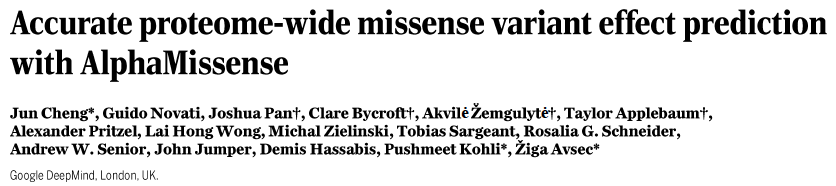 Accurate proteome-wide missense variant effect prediction
with AlphaMissense
Jun Cheng*, Guido Novati, Joshua Pan†, Clare Bycroft†, Akvilė Žemgulytė†, Taylor Applebaum†,
Alexander Pritzel, Lai Hong Wong, Michal Zielinski, Tobias Sargeant, Rosalia G. Schneider,
Andrew W. Senior, John Jumper, Demis Hassabis, Pushmeet Kohli*, Žiga Avsec*
Google DeepMind, London, UK.